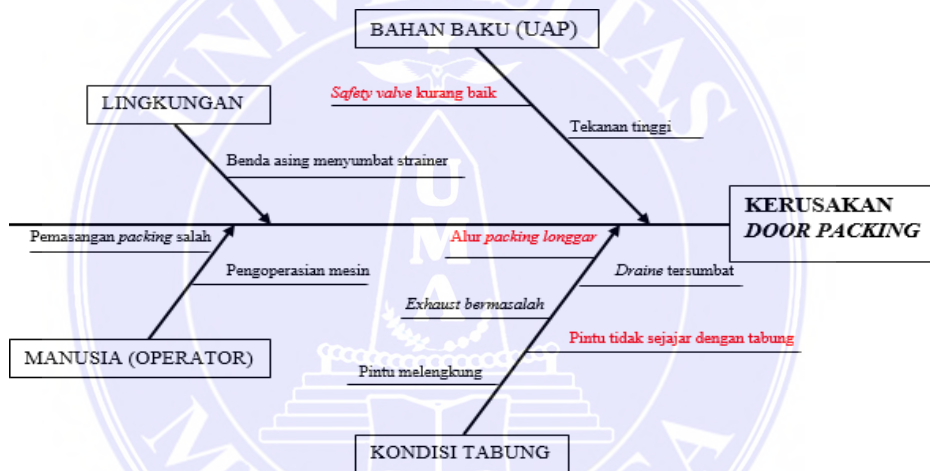 BAHAN BAKU (UAP)
LINGKUNGAN
Safety valve kurang baik
Tekanan tinggi
Benda asing menyumbat strainer
KERUSAKAN
DOOR PACKING
Pemasangan packing salah
Alur packing longgar
Pengoperasian mesin
Draine tersumbat
Exhaust bermasalah
Pintu tidak sejajar dengan tabung
MANUSIA (OPERATOR)
Pintu melengkung
KONDISI TABUNG
UNIVERSITAS
UMA